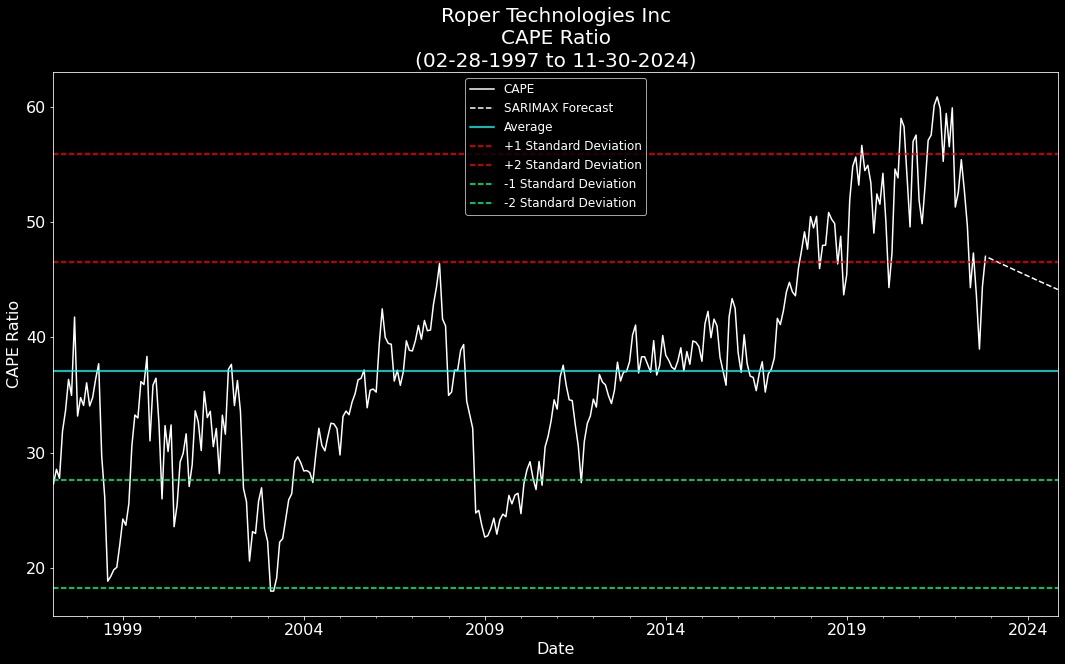 Roper Technologies Inc
CAPE Ratio
(02-28-1997 to 11-30-2024)
CAPE
SARIMAX Forecast
Average
+1 Standard Deviation
+2 Standard Deviation
-1 Standard Deviation
-2 Standard Deviation
60
50
40
30
20
CAPE Ratio
1999 2004 2009 2014 2019 2024
Date